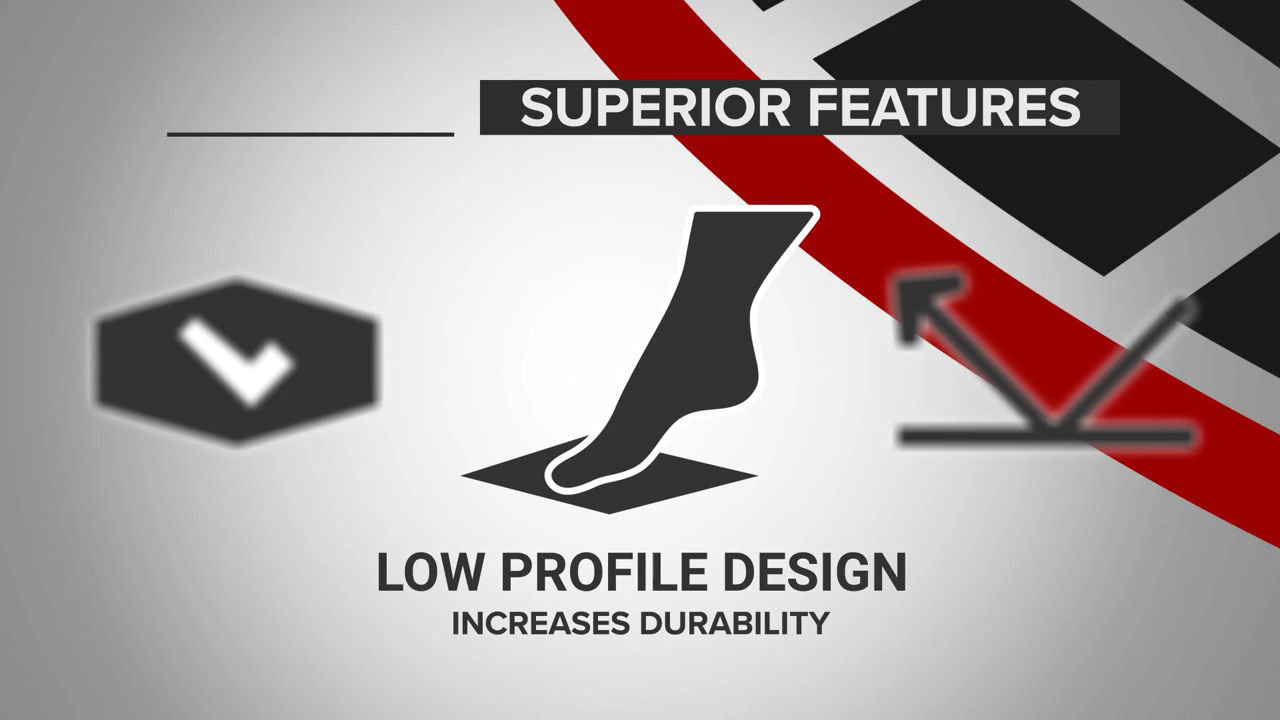 SUPERIOR FEATURES
LOW PROFILE DESIGN
INCREASES DURABILITY